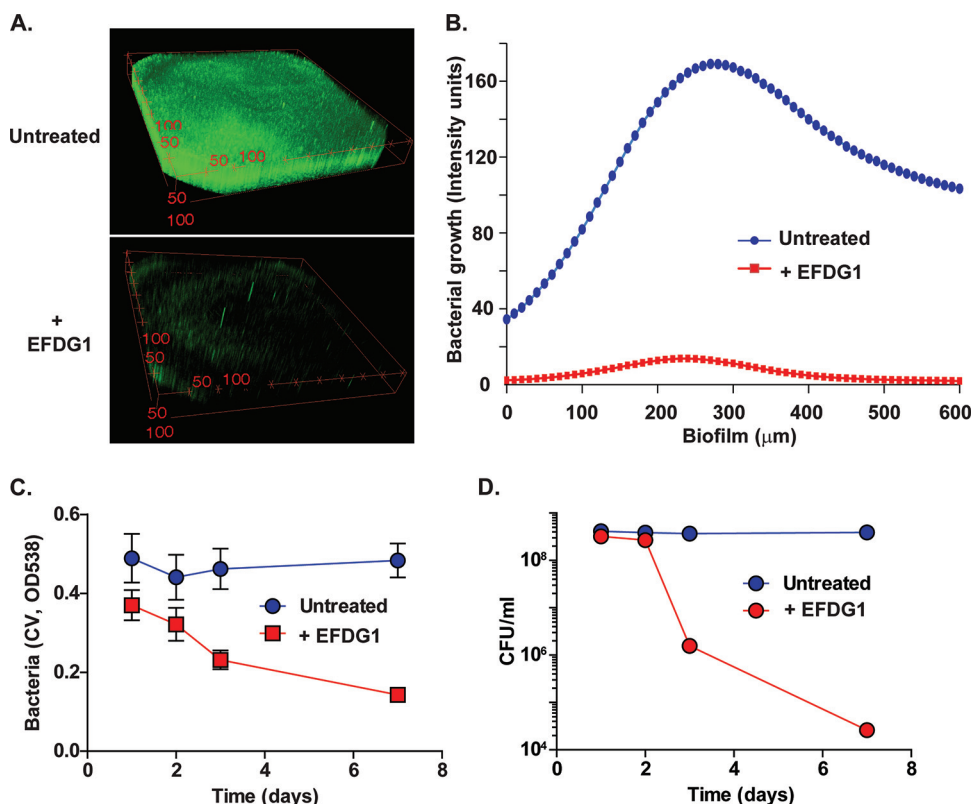 A.
Untreated
100
50
50
100
50
100
+
EFDG1
100
50
50
100
50
100
B.
Bacterial growth (Intensity units)
160
120
80
40
0
Untreated
+ EFDG1
0
100
200
300
400
500
600
Biofilm (μm)
C.
Bacteria (CV, OD538)
0.6
0.4
0.2
0.0
Untreated
+ EFDG1
0
2
4
6
8
Time (days)
D.
CFU/ml
10⁸
10⁶
10⁴
Untreated
+ EFDG1
0
2
4
6
8
Time (days)